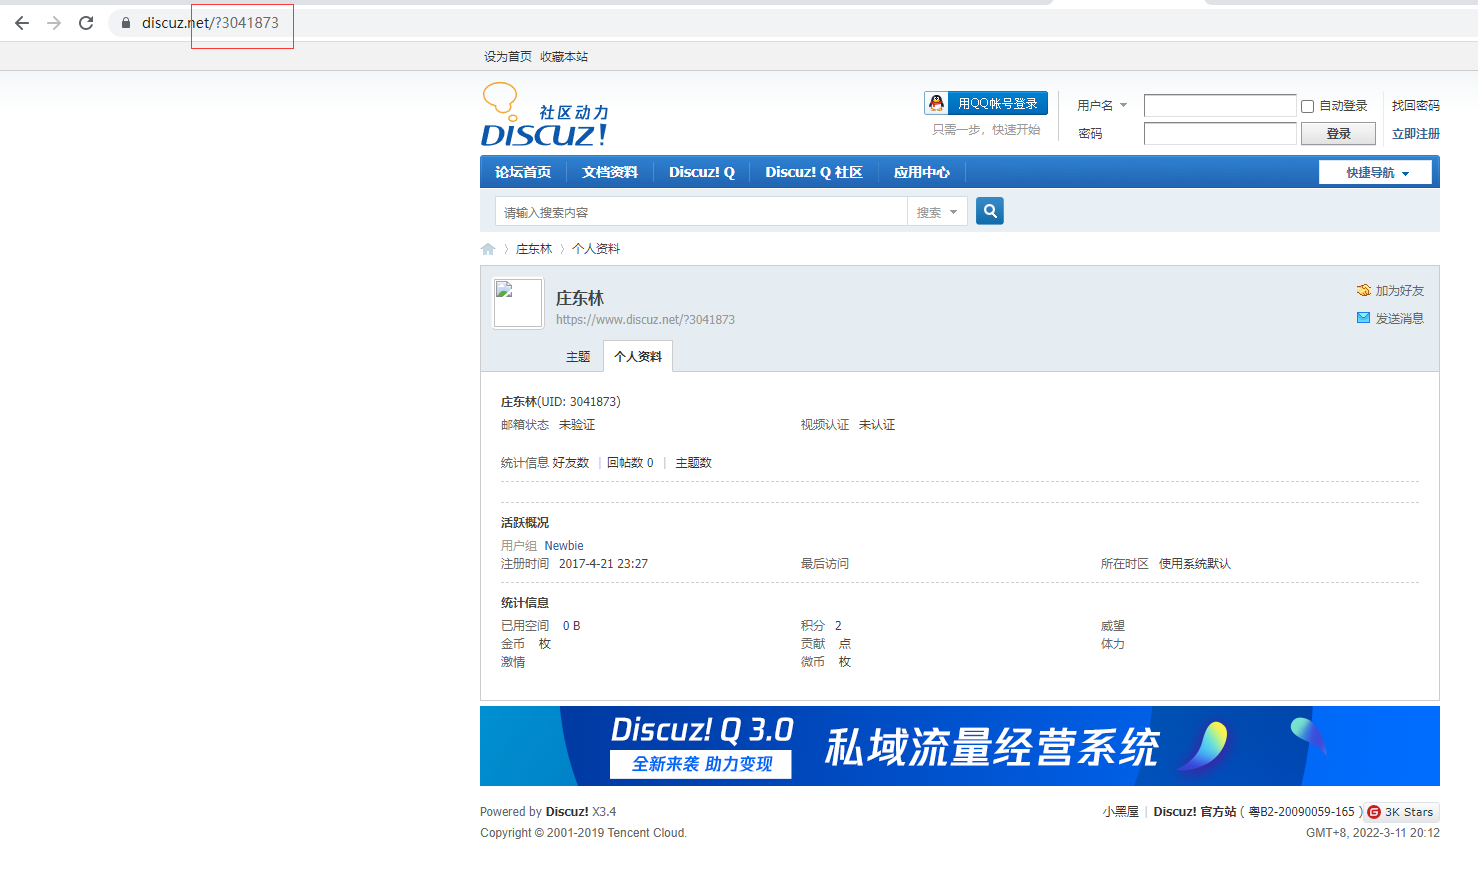 discuz.net/?3041873
设为首页 收藏本站
社区动力
DISCUZ!
用QQ帐号登录
只需一步，快速开始
用户名
自动登录
找回密码
密码
登录
立即注册
论坛首页 文档资料 Discuz! Q Discuz! Q 社区 应用中心
快捷导航
请输入搜索内容
搜索
庄东林 个人资料
庄东林
https://www.discuz.net/?3041873
加为好友
发送消息
主题 个人资料
庄东林(UID: 3041873)
邮箱状态 未验证 视频认证 未认证
统计信息 好友数 | 回帖数 0 | 主题数
活跃概况
用户组 Newbie
注册时间 2017-4-21 23:27 最后访问 所在时区 使用系统默认
统计信息
已用空间 0 B 积分 2 威望
金币 枚 贡献 点 体力
激情 微币 枚
Discuz! Q 3.0
全新来袭 助力变现
私域流量经营系统
Powered by Discuz! X3.4
小黑屋 | Discuz! 官方站 ( 粤B2-20090059-165 ) G 3K Stars
Copyright © 2001-2019 Tencent Cloud.
GMT+8, 2022-3-11 20:12